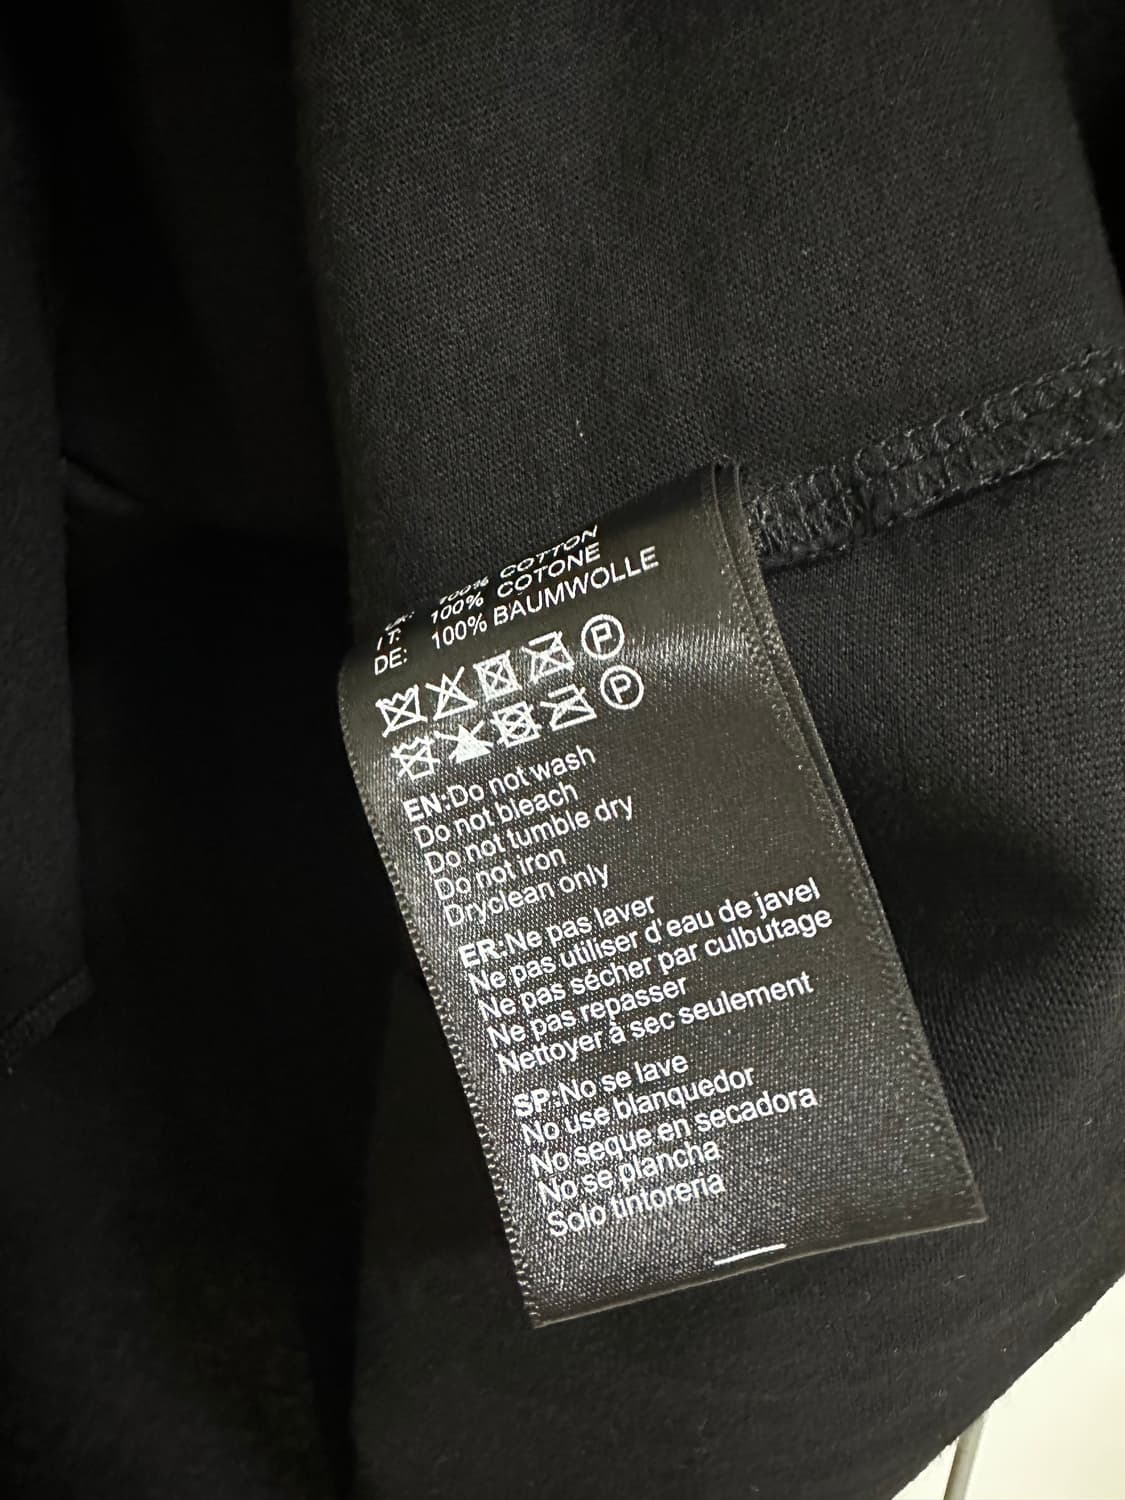 100% COTTON
IT: 100% COTONE
DE: 100% BAUMWOLLE
P
P
EN:Do not wash
Do not bleach
Do not tumble dry
Do not iron
Dryclean only
ER:Ne pas laver
Ne pas utiliser d'eau de javel
Ne pas sécher par culbutage
Ne pas repasser
Nettoyer à sec seulement
SP:No se lave
No use blanquedor
No seque en secadora
No se plancha
Solo tintoreria